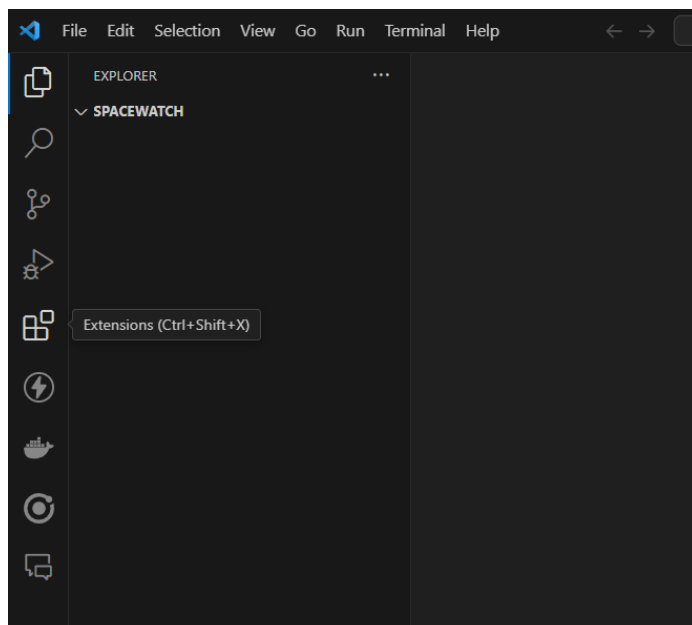 File Edit Selection View Go Run Terminal Help
EXPLORER
SPACEWATCH
Extensions (Ctrl+Shift+X)